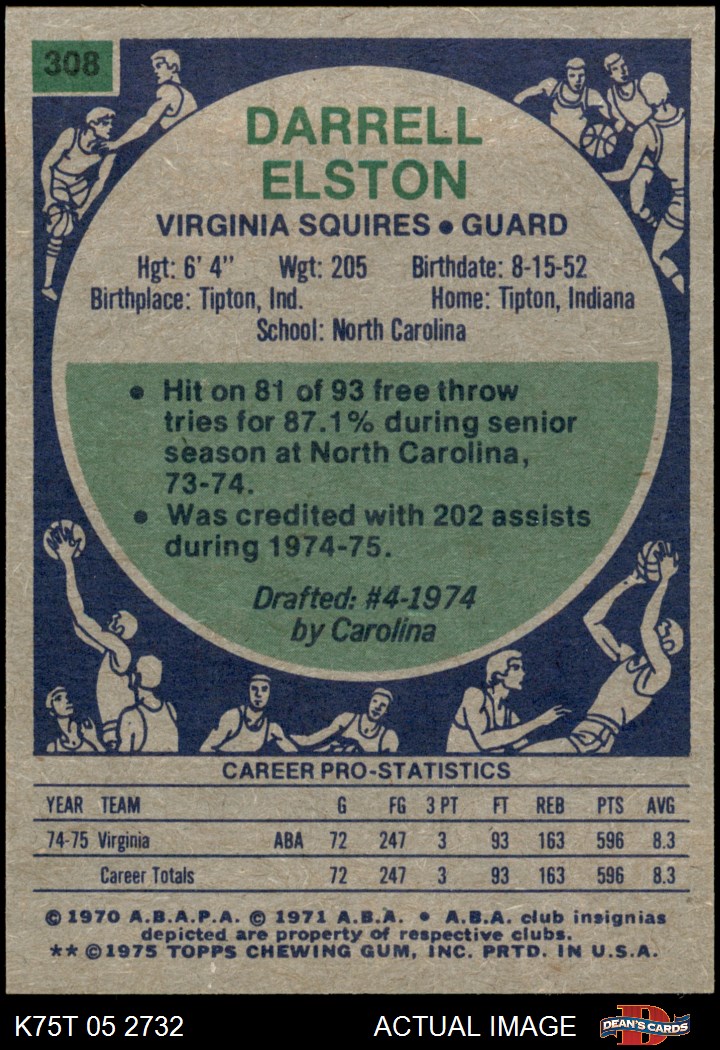 308
DARRELL
ELSTON
VIRGINIA SQUIRES • GUARD
Hgt: 6' 4" Wgt: 205 Birthdate: 8-15-52
Birthplace: Tipton, Ind. Home: Tipton, Indiana
School: North Carolina
• Hit on 81 of 93 free throw
tries for 87.1% during senior
season at North Carolina,
73-74.
• Was credited with 202 assists
during 1974-75.
Drafted: #4-1974
by Carolina
CAREER PRO-STATISTICS
YEAR TEAM G FG 3 PT FT REB PTS AVG
74-75 Virginia ABA 72 247 3 93 163 596 8.3
Career Totals 72 247 3 93 163 596 8.3
© 1970 A.B.A.P.A. © 1971 A.B.A. • A.B.A. club insignias
depicted are property of respective clubs.
** ©1975 TOPPS CHEWING GUM, INC. PRTD. IN U.S.A.
K75T 05 2732 ACTUAL IMAGE D DEAN'S CARDS